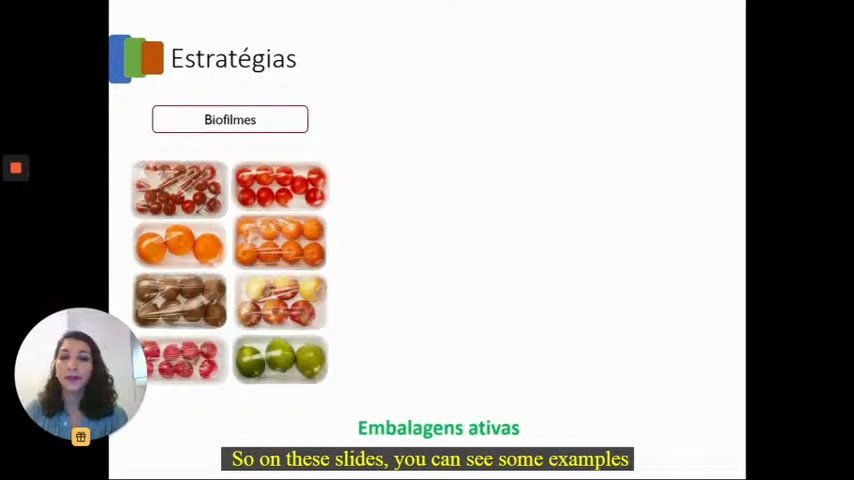 Estratégias
Biofilmes
Embalagens ativas
So on these slides, you can see some examples